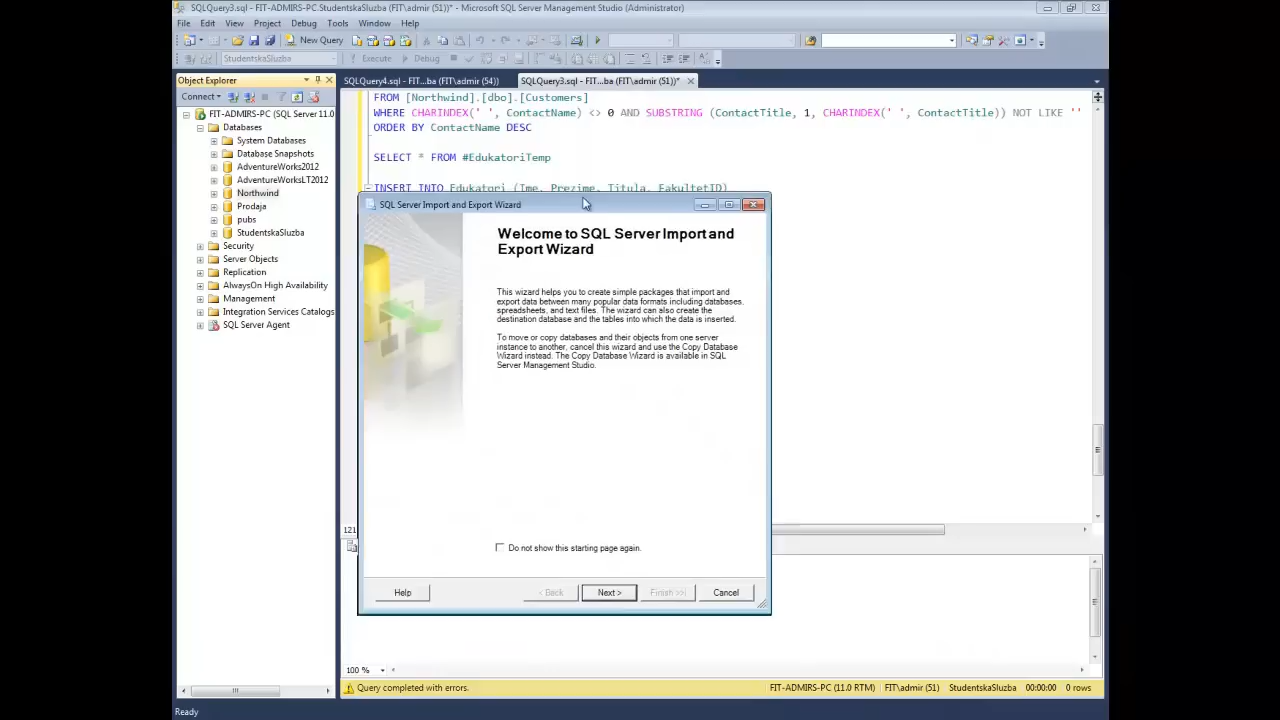 SQLQuery3.sql - FIT-ADMIRS-PC.StudentskaSluzba (FIT\admir (51))* - Microsoft SQL Server Management Studio (Administrator)
File Edit View Project Debug Tools Window Help
New Query
StudentskaSluzba Execute Debug
Object Explorer
Connect
FIT-ADMIRS-PC (SQL Server 11.0
Databases
System Databases
Database Snapshots
AdventureWorks2012
AdventureWorksLT2012
Northwind
Prodaja
pubs
StudentskaSluzba
Security
Server Objects
Replication
AlwaysOn High Availability
Management
Integration Services Catalogs
SQL Server Agent
SQLQuery4.sql - FIT...ba (FIT\admir (54)) SQLQuery3.sql - FIT...ba (FIT\admir (51))*
FROM [Northwind].[dbo].[Customers]
WHERE CHARINDEX(' ', ContactName) <> 0 AND SUBSTRING (ContactTitle, 1, CHARINDEX(' ', ContactTitle)) NOT LIKE ''
ORDER BY ContactName DESC
SELECT * FROM #EdukatoriTemp
INSERT INTO Edukatori (Ime, Prezime, Titula, FakultetID)
SQL Server Import and Export Wizard
Welcome to SQL Server Import and
Export Wizard
This wizard helps you to create simple packages that import and
export data between many popular data formats including databases,
spreadsheets, and text files. The wizard can also create the
destination database and the tables into which the data is inserted.
To move or copy databases and their objects from one server
instance to another, cancel this wizard and use the Copy Database
Wizard instead. The Copy Database Wizard is available in SQL
Server Management Studio.
Do not show this starting page again.
Help < Back Next > Finish >>| Cancel
121
100 %
Query completed with errors. FIT-ADMIRS-PC (11.0 RTM) FIT\admir (51) StudentskaSluzba 00:00:00 0 rows
Ready